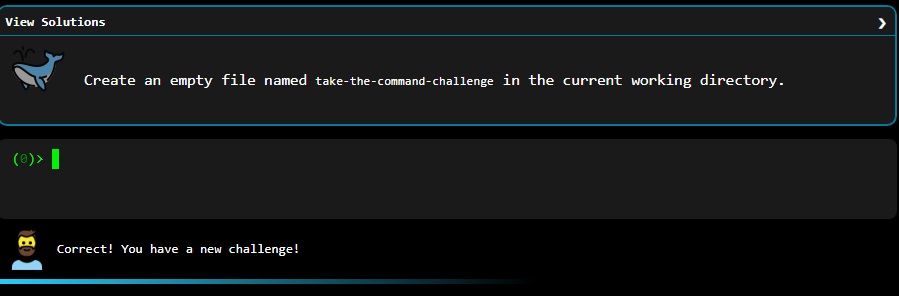 View Solutions ❯
Create an empty file named take-the-command-challenge in the current working directory.
(0)>
Correct! You have a new challenge!